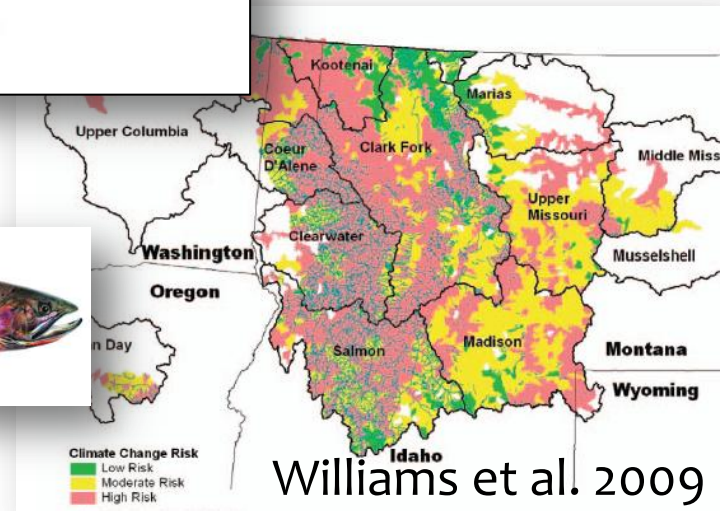 Kootenai
Marias
Upper Columbia
Coeur
D'Alene
Clark Fork
Middle Miss
Upper
Missouri
Clearwater
Washington
Musselshell
Oregon
n Day
Salmon
Madison
Montana
Wyoming
Climate Change Risk
Low Risk
Moderate Risk
High Risk
Idaho
Williams et al. 2009